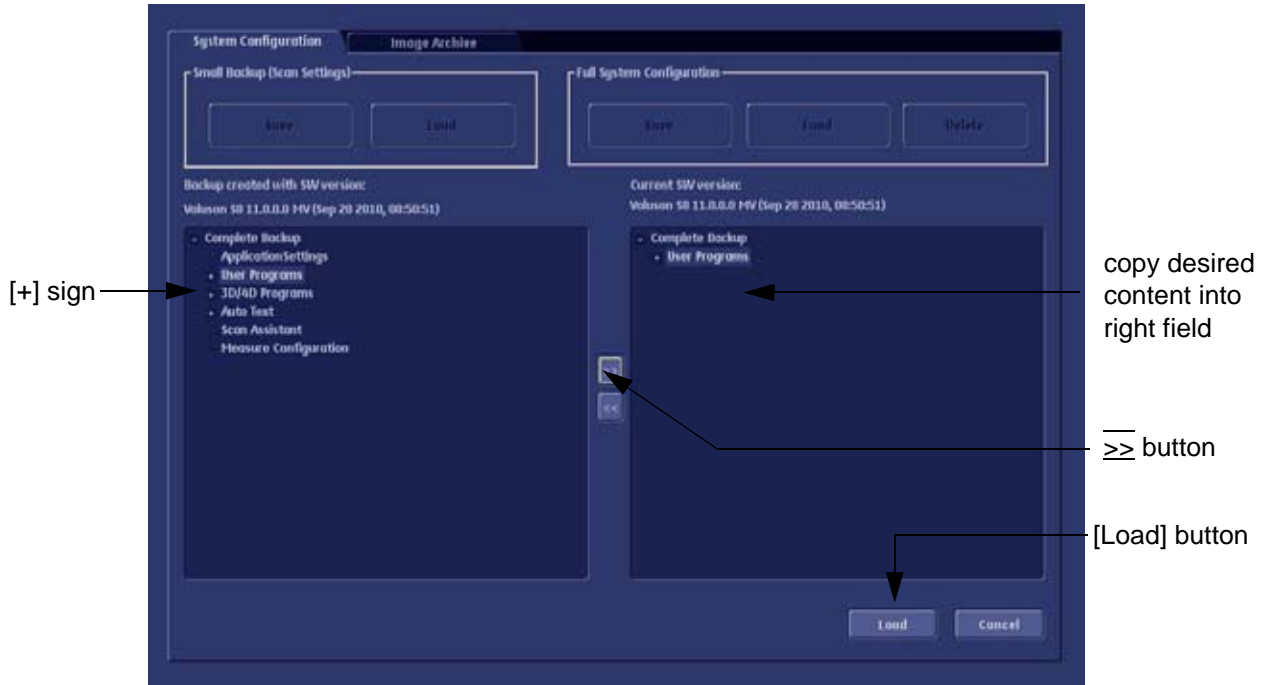 System Configuration
Image Archive
Small Backup (Scan Settings)
Full System Configuration
Save
Load
Save
Load
Delete
Backup created with SW version:
Voluson S8 11.0.0.0 MV (Sep 28 2010, 08:50:51)
Current SW version:
Voluson S8 11.0.0.0 MV (Sep 28 2010, 08:50:51)
- Complete Backup
ApplicationSettings
+ User Programs
+ 3D/4D Programs
+ Auto Text
Scan Assistant
Measure Configuration
- Complete Backup
+ User Programs
[+] sign
copy desired
content into
right field
>>
<<
>> button
[Load] button
Load
Cancel